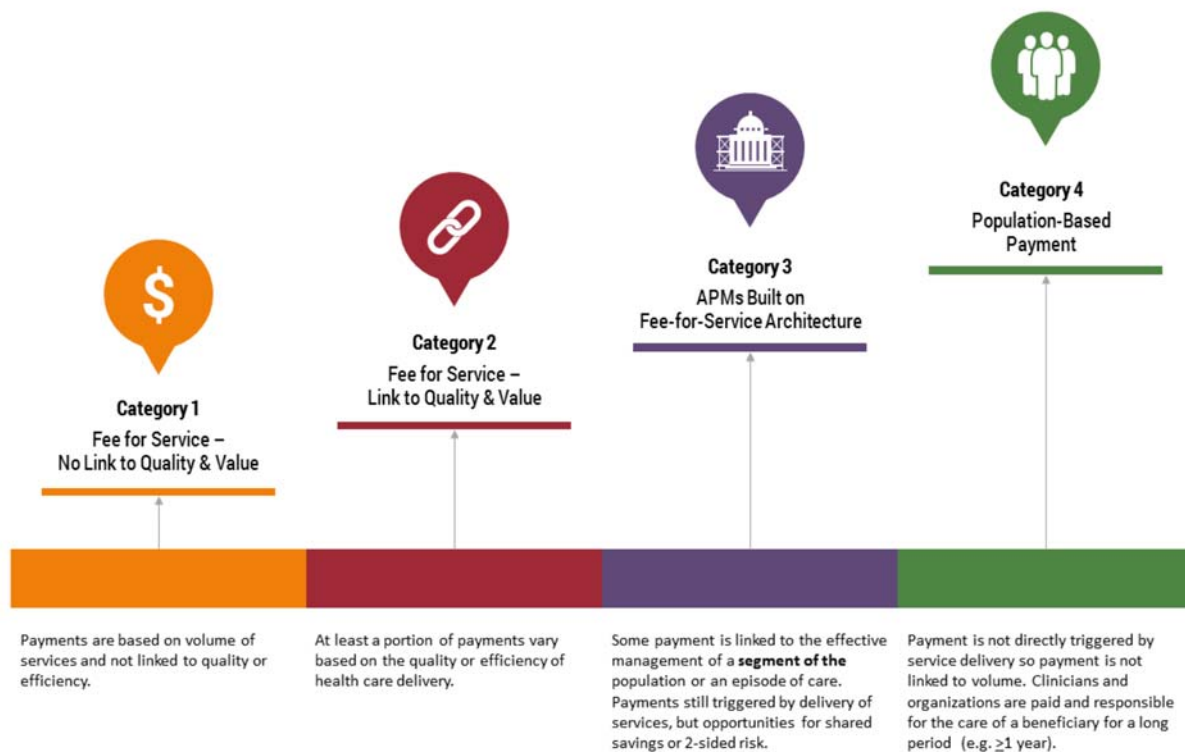 $
Category 1
Fee for Service –
No Link to Quality & Value
Payments are based on volume of
services and not linked to quality or
efficiency.
Category 2
Fee for Service –
Link to Quality & Value
At least a portion of payments vary
based on the quality or efficiency of
health care delivery.
Category 3
APMs Built on
Fee-for-Service Architecture
Some payment is linked to the effective
management of a segment of the
population or an episode of care.
Payments still triggered by delivery of
services, but opportunities for shared
savings or 2-sided risk.
Category 4
Population-Based
Payment
Payment is not directly triggered by
service delivery so payment is not
linked to volume. Clinicians and
organizations are paid and responsible
for the care of a beneficiary for a long
period (e.g. ≥1 year).